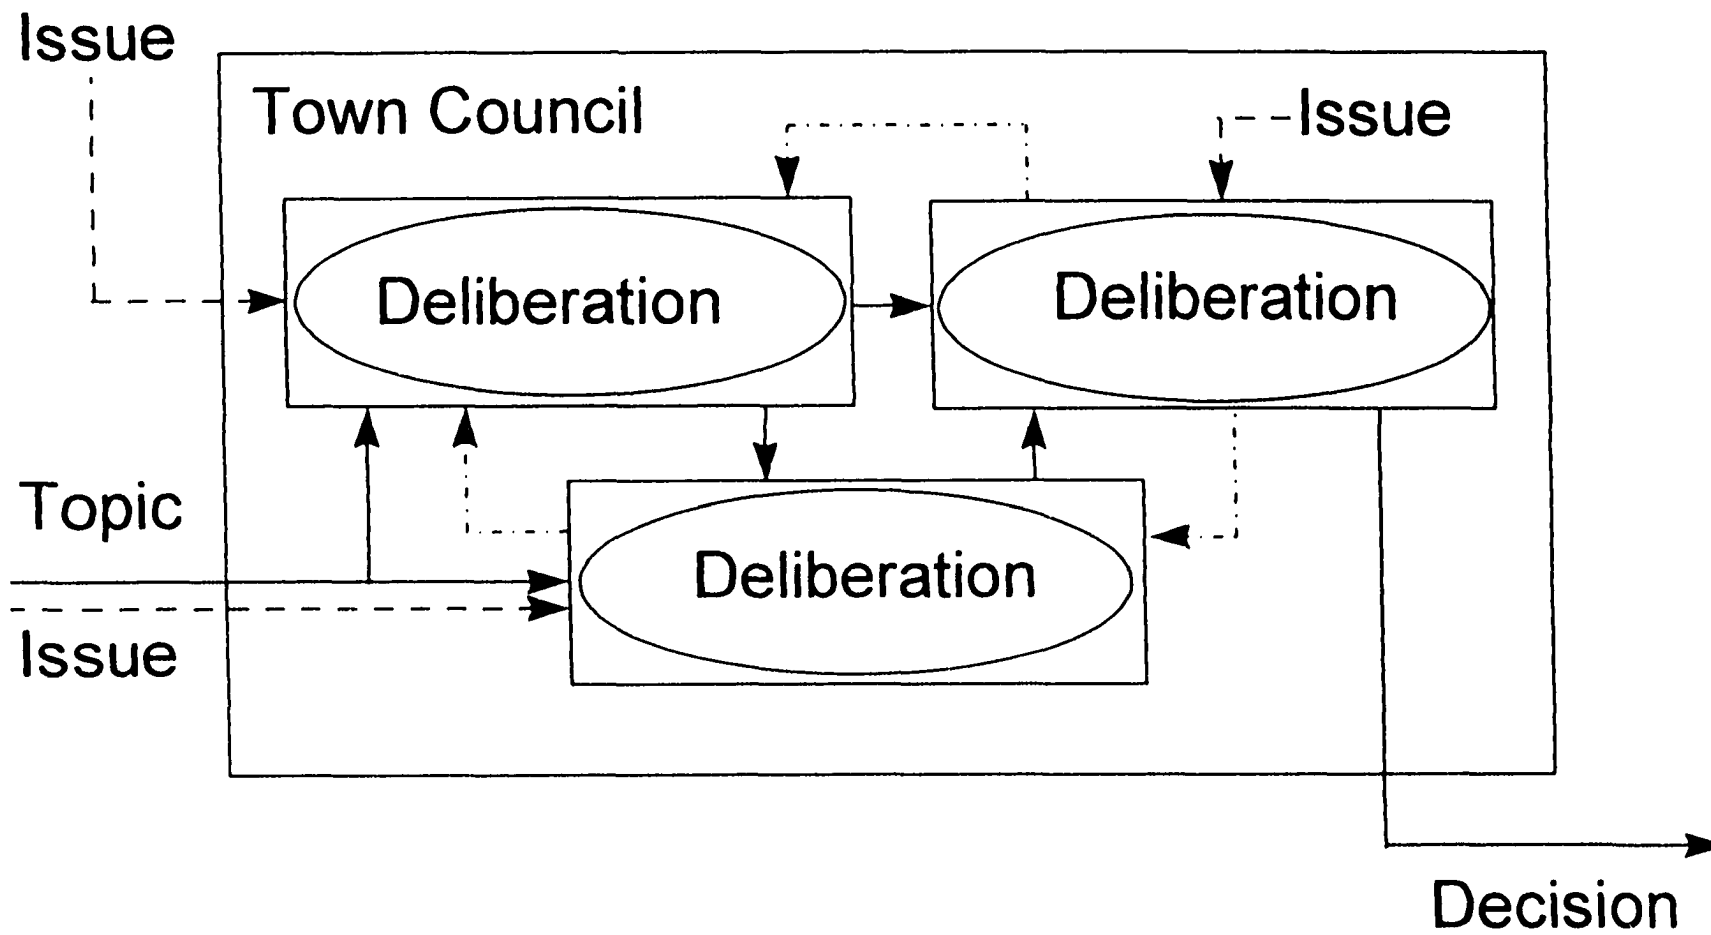 Issue
Town Council
Issue
Deliberation
Deliberation
Topic
Deliberation
Issue
Decision